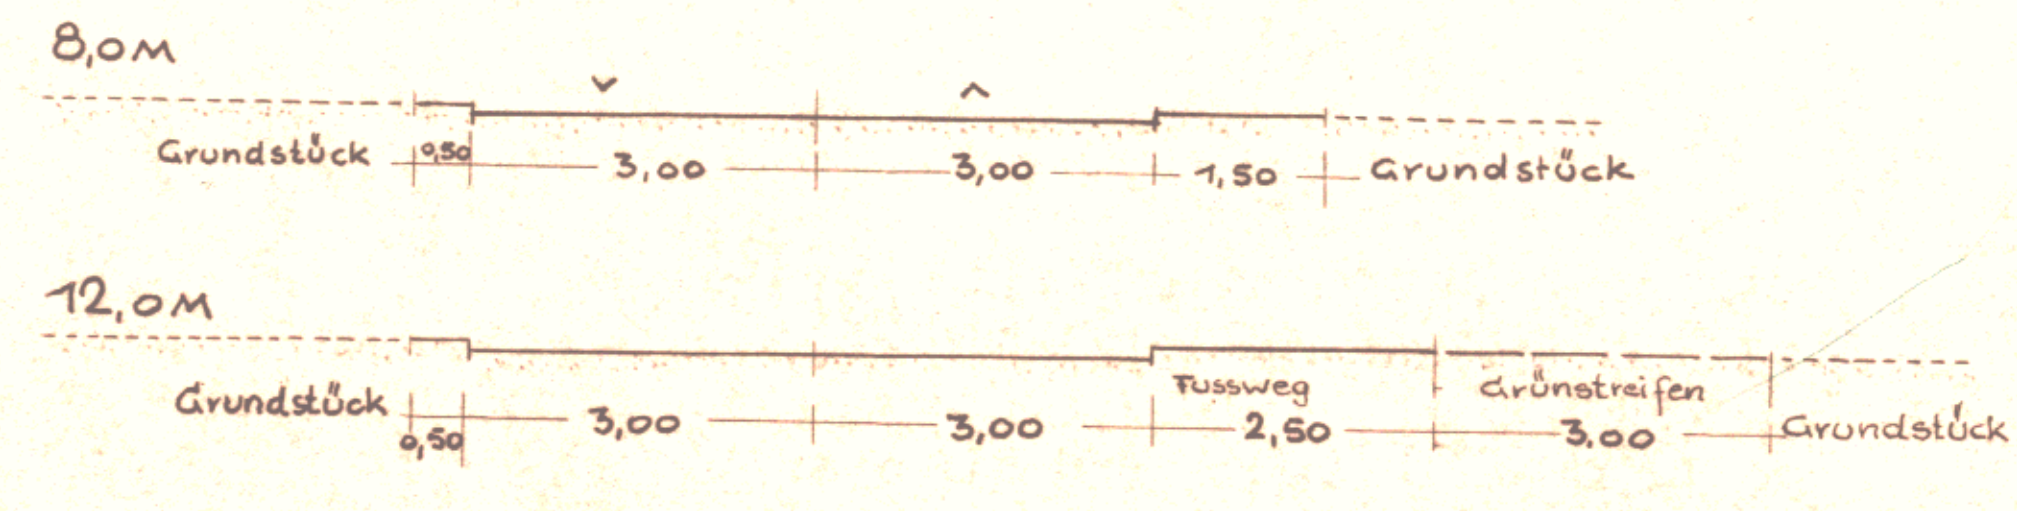 8,0M
Grundstück 0,50 3,00 3,00 1,50 Grundstück
12,0M
Fussweg Grünstreifen
Grundstück 0,50 3,00 3,00 2,50 3.00 Grundstück